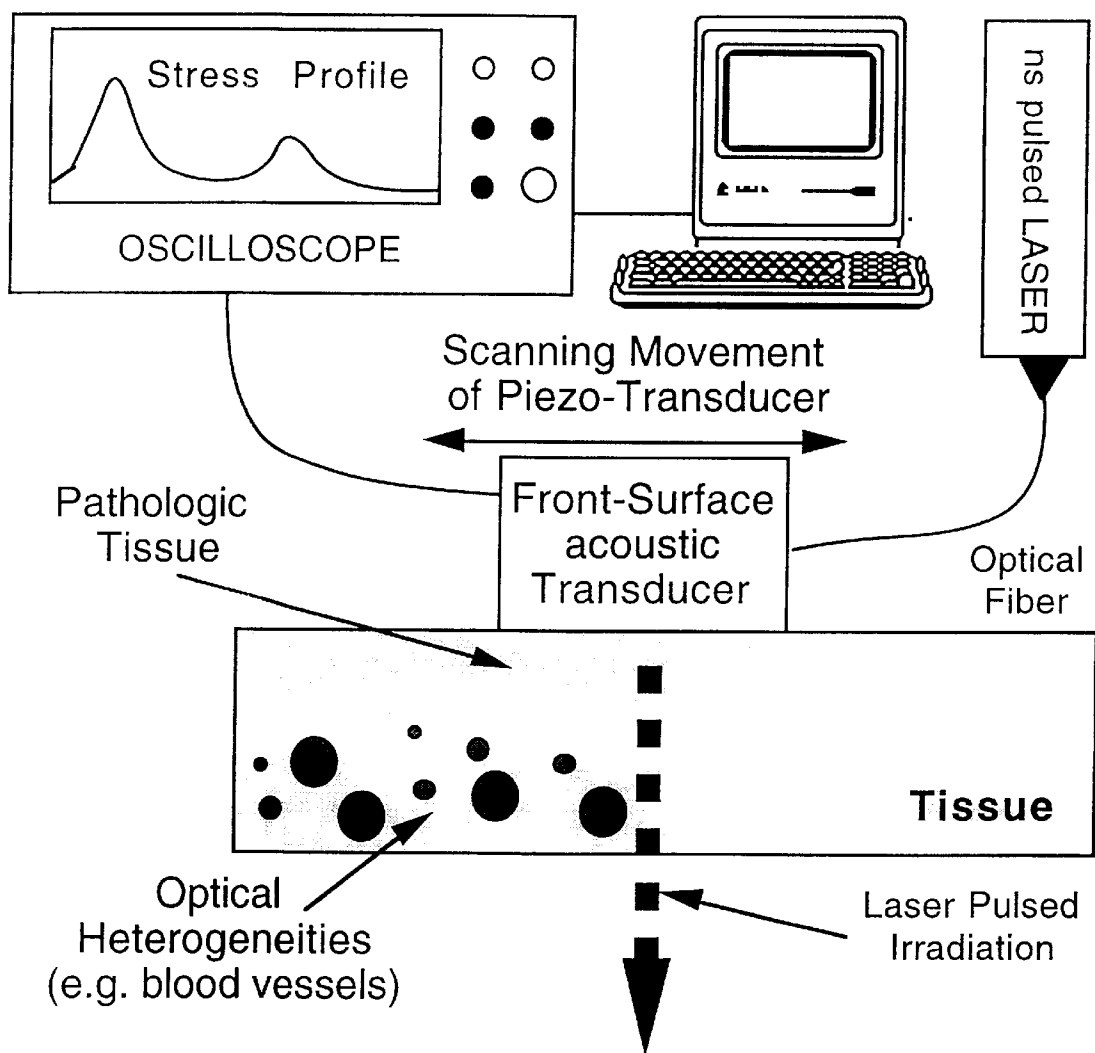 Stress Profile
OSCILLOSCOPE
ns pulsed LASER
Scanning Movement
of Piezo-Transducer
Front-Surface
acoustic
Transducer
Pathologic
Tissue
Optical
Fiber
Tissue
Optical
Heterogeneities
(e.g. blood vessels)
Laser Pulsed
Irradiation